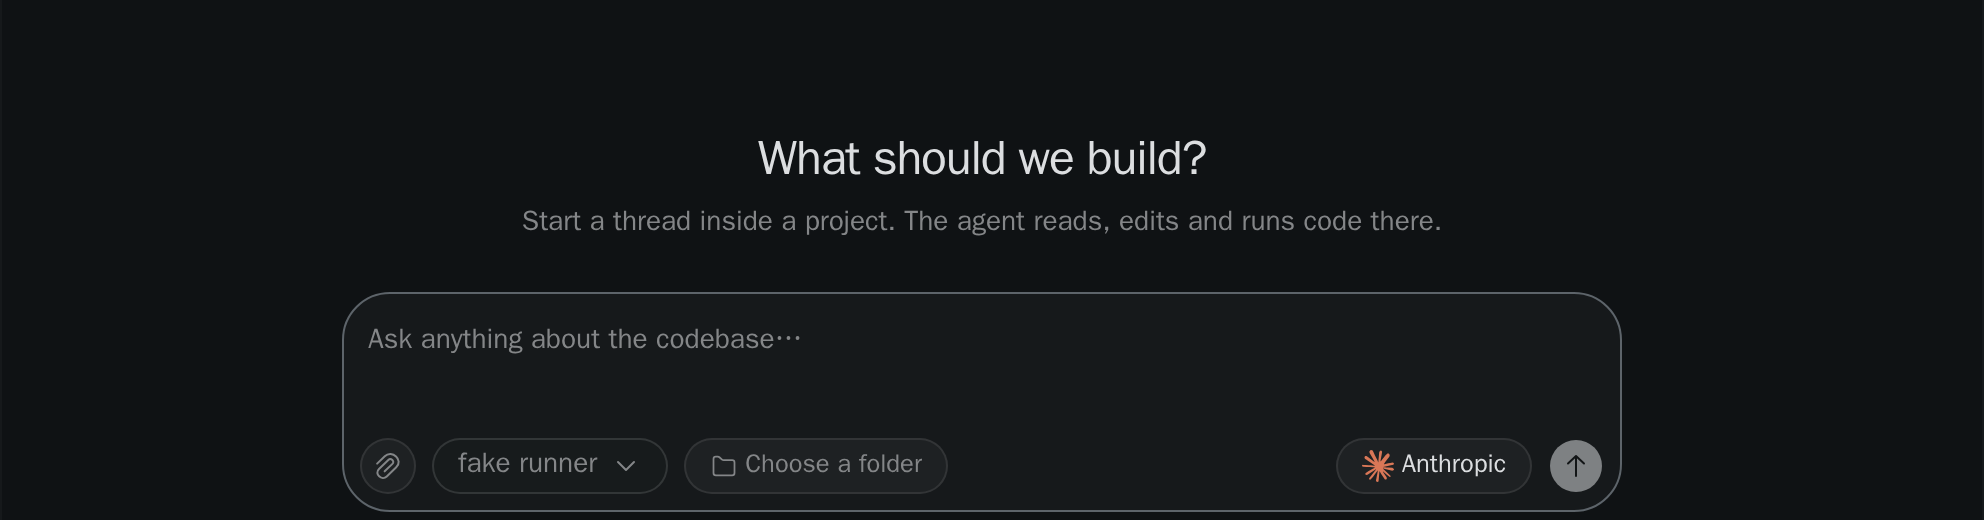 What should we build?
Start a thread inside a project. The agent reads, edits and runs code there.
Ask anything about the codebase…
fake runner
Choose a folder
Anthropic